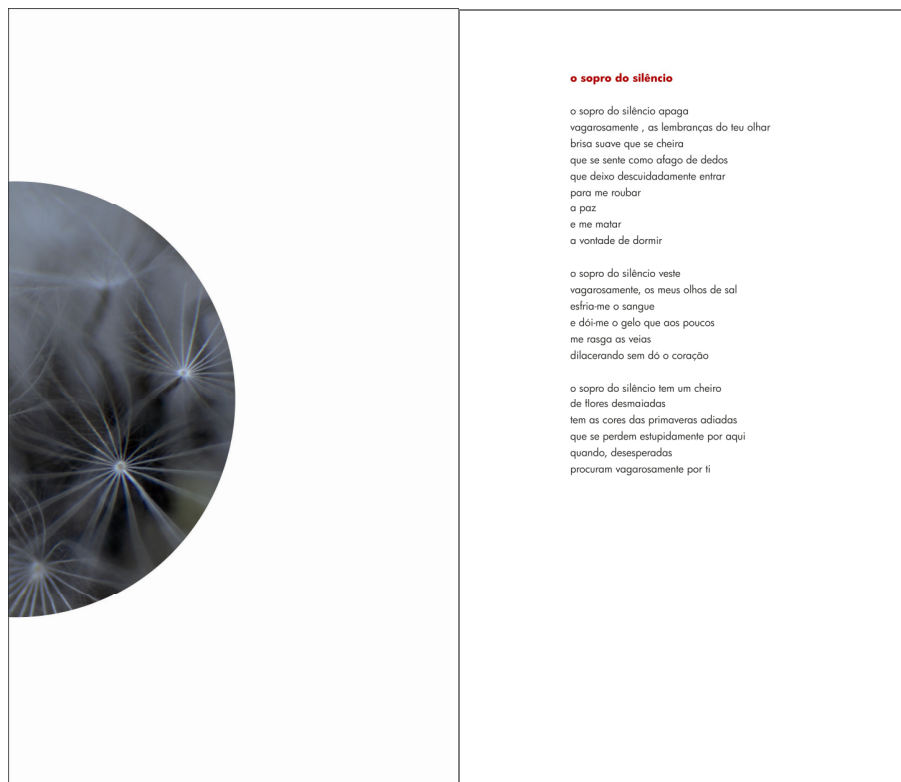 o sopro do silêncio
o sopro do silêncio apaga
vagarosamente , as lembranças do teu olhar
brisa suave que se cheira
que se sente como afago de dedos
que deixo descuidadamente entrar
para me roubar
a paz
e me matar
a vontade de dormir
o sopro do silêncio veste
vagarosamente, os meus olhos de sal
esfria-me o sangue
e dói-me o gelo que aos poucos
me rasga as veias
dilacerando sem dó o coração
o sopro do silêncio tem um cheiro
de flores desmaiadas
tem as cores das primaveras adiadas
que se perdem estupidamente por aqui
quando, desesperadas
procuram vagarosamente por ti